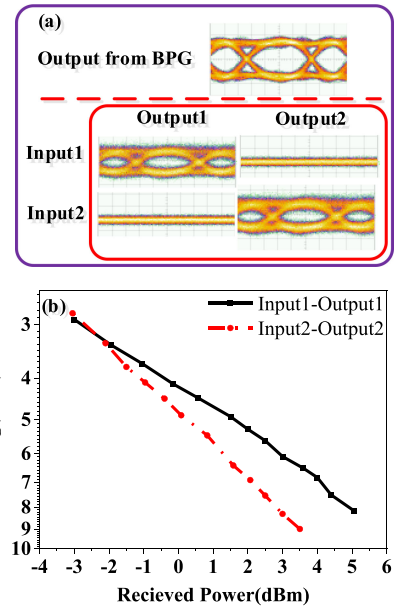 (a)
Output from BPG
Output1 Output2
Input1
Input2
(b)
Input1-Output1
Input2-Output2
3
4
5
6
7
8
9
10
-4 -3 -2 -1 0 1 2 3 4 5 6
Recieved Power(dBm)